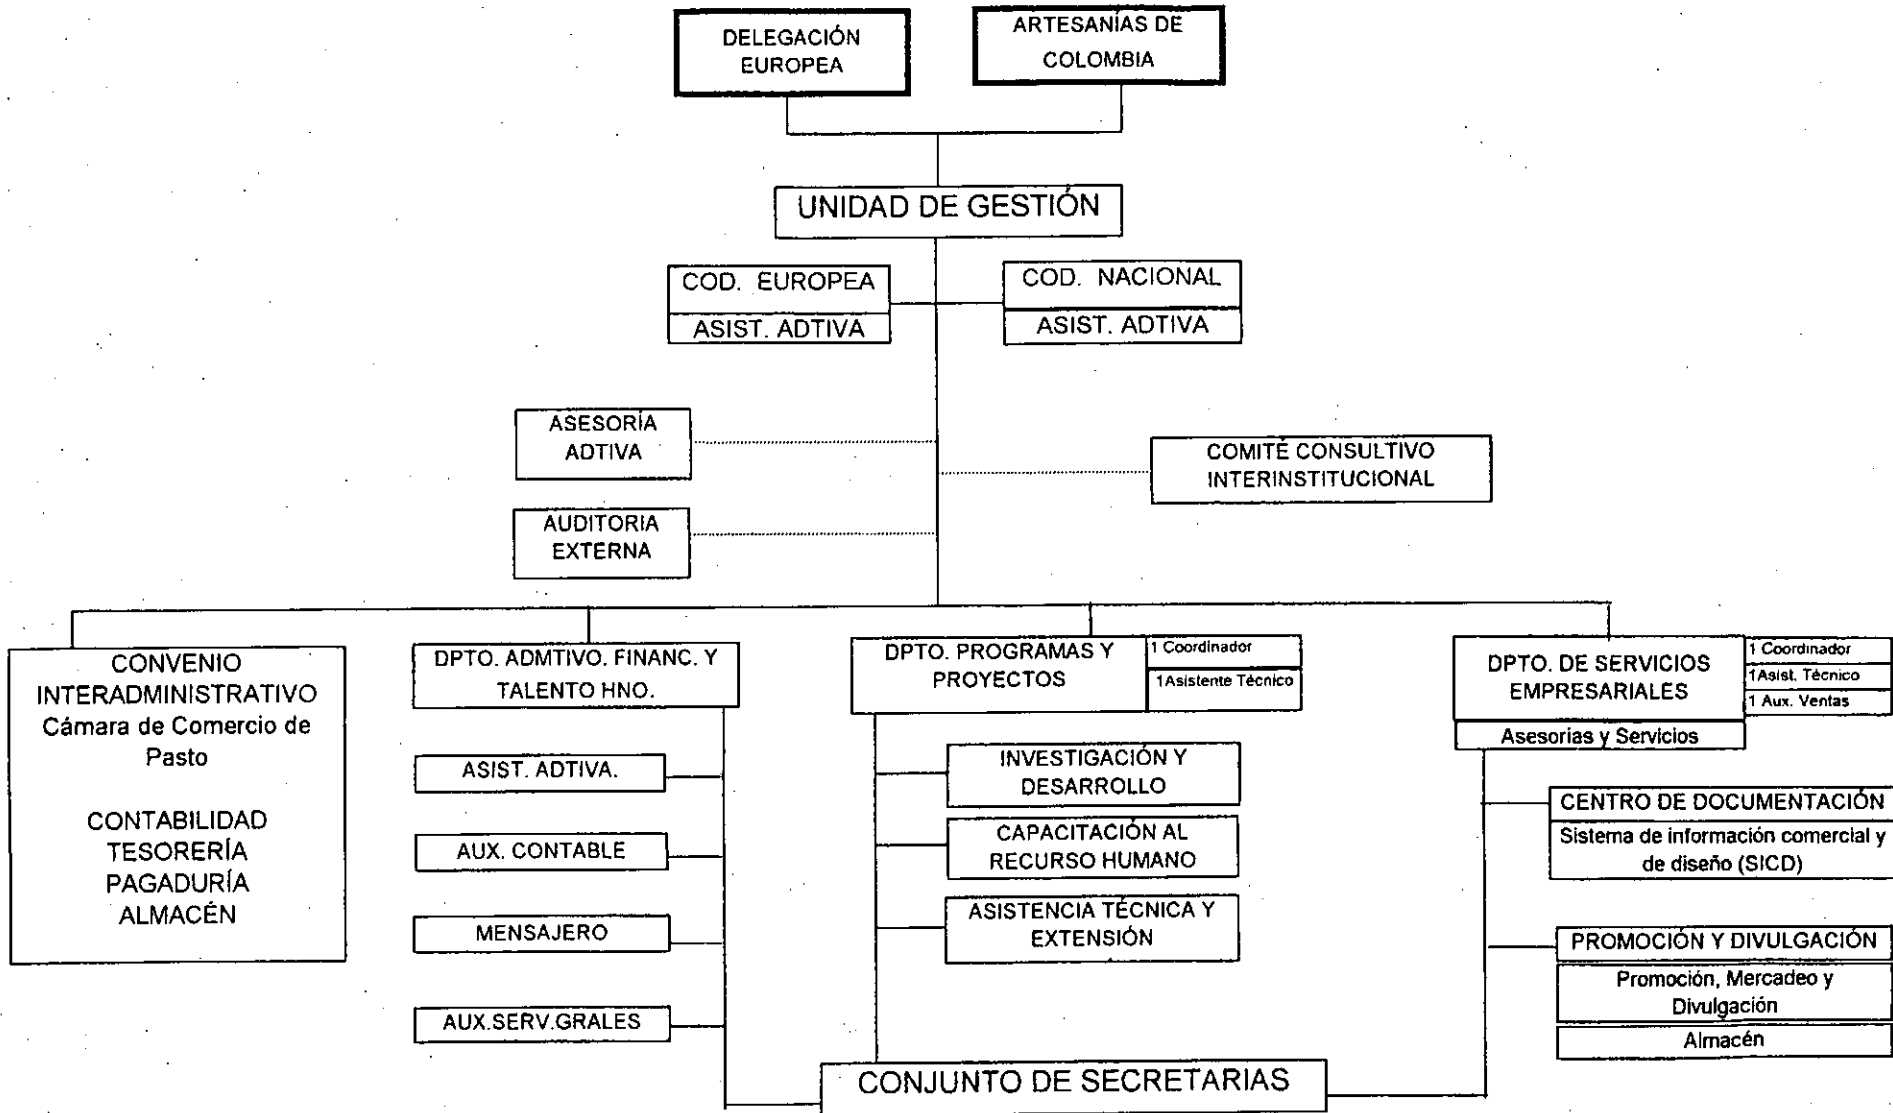 DELEGACIÓN
EUROPEA
ARTESANÍAS DE
COLOMBIA
UNIDAD DE GESTIÓN
COD. EUROPEA
ASIST. ADTIVA
COD. NACIONAL
ASIST. ADTIVA
ASESORÍA
ADTIVA
COMITÉ CONSULTIVO
INTERINSTITUCIONAL
AUDITORIA
EXTERNA
CONVENIO
INTERADMINISTRATIVO
Cámara de Comercio de
Pasto
CONTABILIDAD
TESORERÍA
PAGADURÍA
ALMACÉN
DPTO. ADMTIVO. FINANC. Y
TALENTO HNO.
ASIST. ADTIVA.
AUX. CONTABLE
MENSAJERO
AUX.SERV.GRALES
DPTO. PROGRAMAS Y
PROYECTOS
1 Coordinador
1Asistente Técnico
INVESTIGACIÓN Y
DESARROLLO
CAPACITACIÓN AL
RECURSO HUMANO
ASISTENCIA TÉCNICA Y
EXTENSIÓN
DPTO. DE SERVICIOS
EMPRESARIALES
1 Coordinador
1Asist. Técnico
1 Aux. Ventas
Asesorias y Servicios
CENTRO DE DOCUMENTACIÓN
Sistema de información comercial y
de diseño (SICD)
PROMOCIÓN Y DIVULGACIÓN
Promoción, Mercadeo y
Divulgación
Almacén
CONJUNTO DE SECRETARIAS